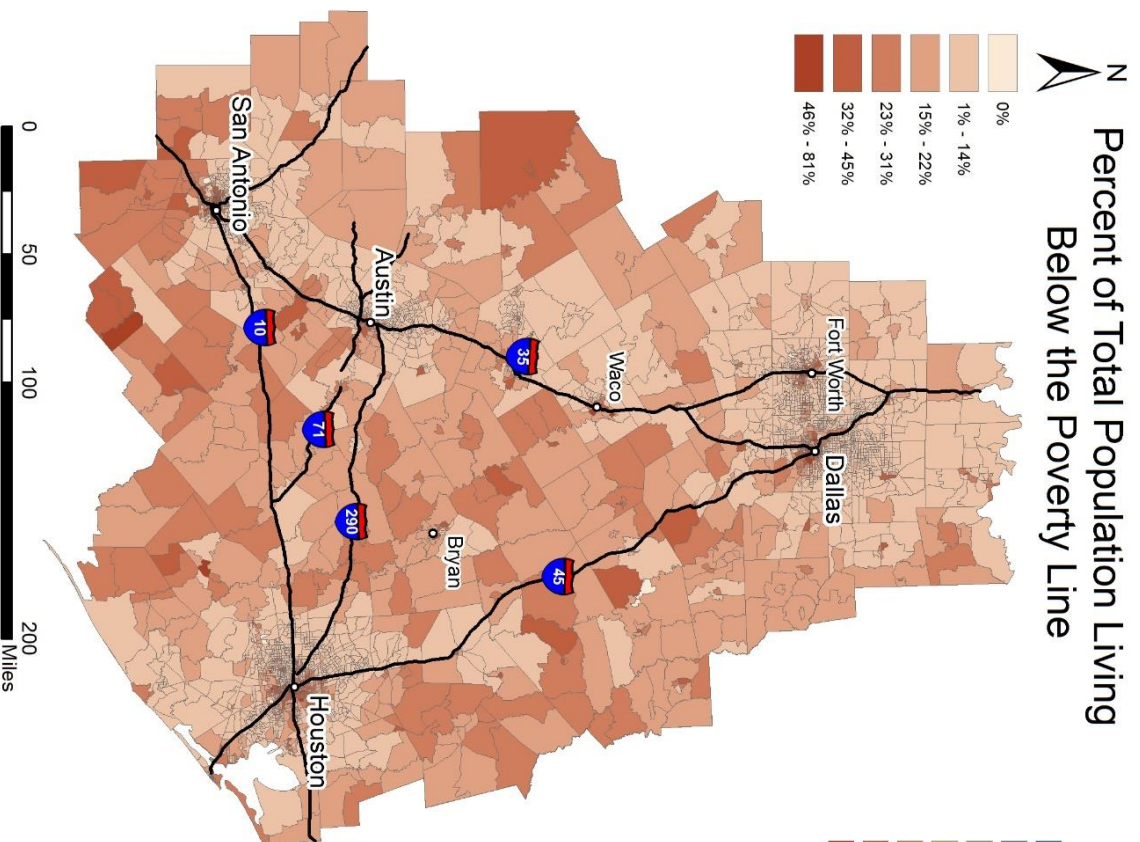 Percent of Total Population Living
Below the Poverty Line
N
0%
1% - 14%
15% - 22%
23% - 31%
32% - 45%
46% - 81%
Fort Worth
Dallas
Waco
35
45
Bryan
Austin
290
71
San Antonio
10
Houston
0 50 100 200
Miles